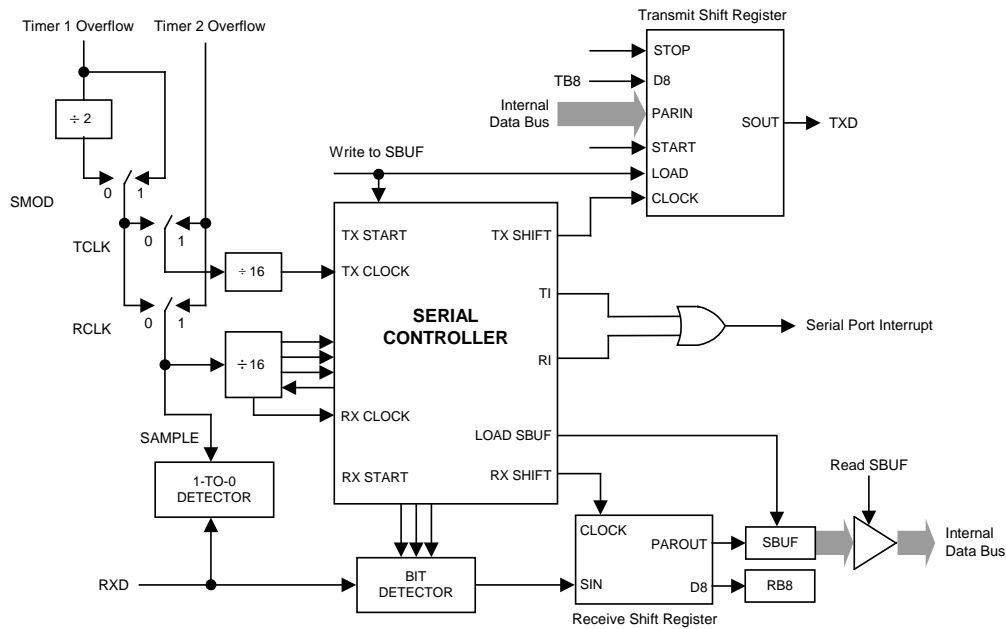 Timer 1 Overflow
Timer 2 Overflow
÷ 2
SMOD
0
1
TCLK
0
1
RCLK
0
1
÷ 16
÷ 16
SAMPLE
1-TO-0
DETECTOR
RXD
Write to SBUF
TX START
TX CLOCK
SERIAL
CONTROLLER
RX CLOCK
RX START
TX SHIFT
TI
RI
LOAD SBUF
RX SHIFT
BIT
DETECTOR
Transmit Shift Register
STOP
TB8
D8
Internal
Data Bus
PARIN
START
LOAD
CLOCK
SOUT
TXD
Serial Port Interrupt
CLOCK
PAROUT
SIN
D8
Receive Shift Register
SBUF
RB8
Read SBUF
Internal
Data Bus